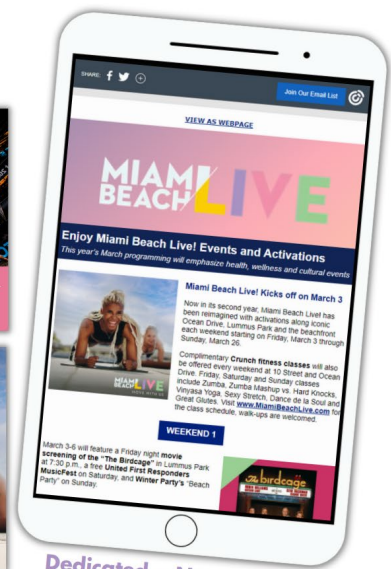 SHARE:
Join Our Email List
VIEW AS WEBPAGE
MIAMI
BEACH LIVE
Enjoy Miami Beach Live! Events and Activations
This year's March programming will emphasize health, wellness and cultural events
Miami Beach Live! Kicks off on March 3
Now in its second year, Miami Beach Live! has
been reimagined with activations along iconic
Ocean Drive, Lummus Park and the beachfront
each weekend starting on Friday, March 3 through
Sunday, March 26.
Complimentary Crunch fitness classes will also
be offered every weekend at 10 Street and Ocean
Drive. Friday, Saturday and Sunday classes
include Zumba, Zumba Mashup vs. Hard Knocks,
Vinyasa Yoga, Sexy Stretch, Dance de la Soul and
Great Glutes. Visit www.MiamiBeachLive.com for
the class schedule, walk-ups are welcomed.
MIAMI
BEACH LIVE
WEEKEND 1
March 3-6 will feature a Friday night movie
screening of the "The Birdcage" in Lummus Park
at 7:30 p.m., a free United First Responders
MusicFest on Saturday, and Winter Party's "Beach
Party" on Sunday.
The birdcage
Dedicated